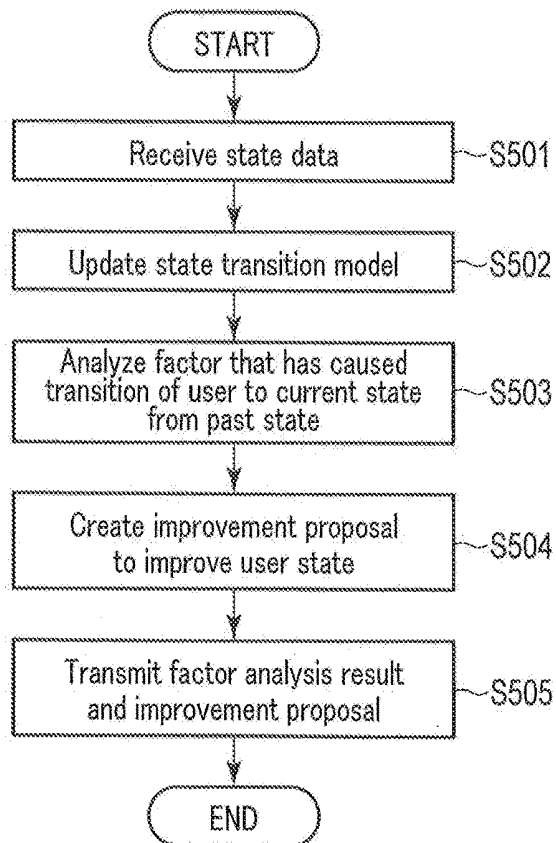 START
Receive state data
S501
Update state transition model
S502
Analyze factor that has caused
transition of user to current state
from past state
S503
Create improvement proposal
to improve user state
S504
Transmit factor analysis result
and improvement proposal
S505
END